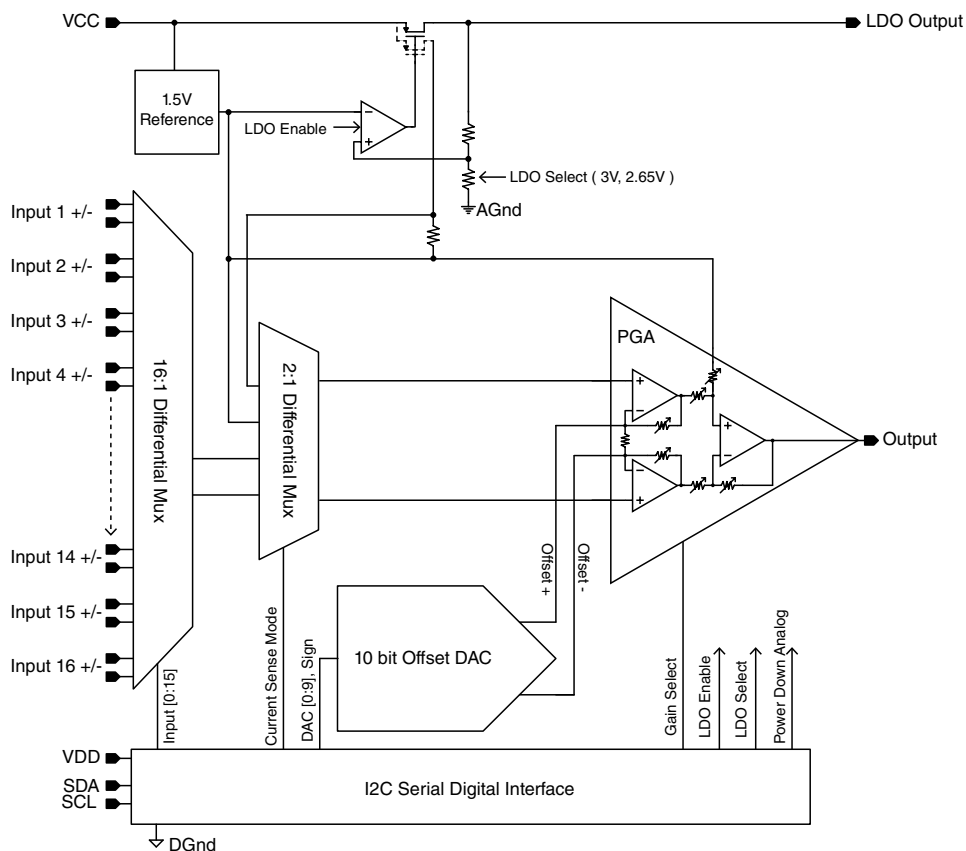 VCC
LDO Output
1.5V
Reference
LDO Enable
LDO Select ( 3V, 2.65V )
AGnd
Input 1 +/-
Input 2 +/-
Input 3 +/-
Input 4 +/-
Input 14 +/-
Input 15 +/-
Input 16 +/-
16:1 Differential Mux
2:1 Differential Mux
PGA
+
-
-
+
+
-
-
+
Output
Offset +
Offset -
10 bit Offset DAC
Input [0:15]
Current Sense Mode
DAC [0:9], Sign
Gain Select
LDO Enable
LDO Select
Power Down Analog
VDD
SDA
SCL
I2C Serial Digital Interface
DGnd